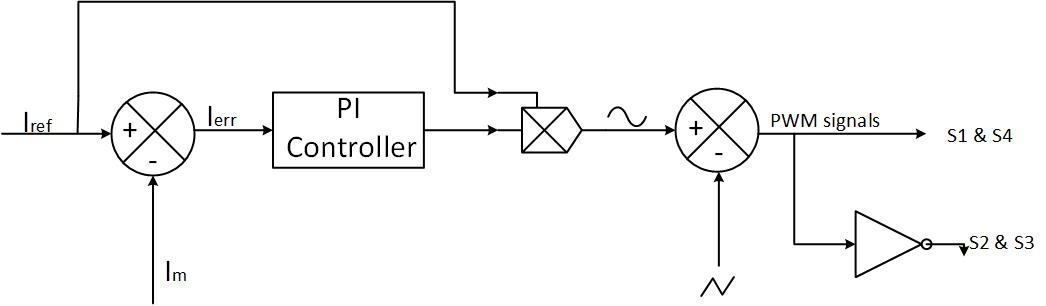 Iref
+
-
Ierr
PI
Controller
+
-
PWM signals
S1 & S4
S2 & S3
Im